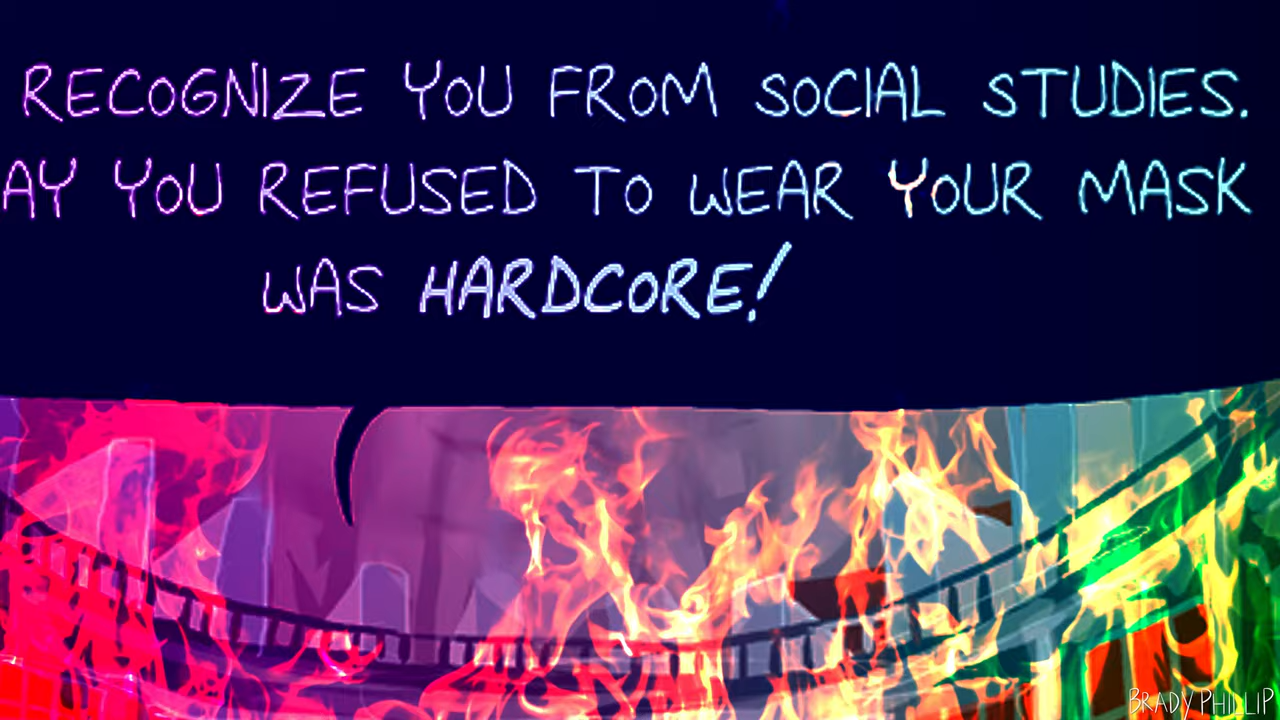 RECOGNIZE YOU FROM SOCIAL STUDIES.
AY YOU REFUSED TO WEAR YOUR MASK
WAS HARDCORE!
BRADY PHILLIP